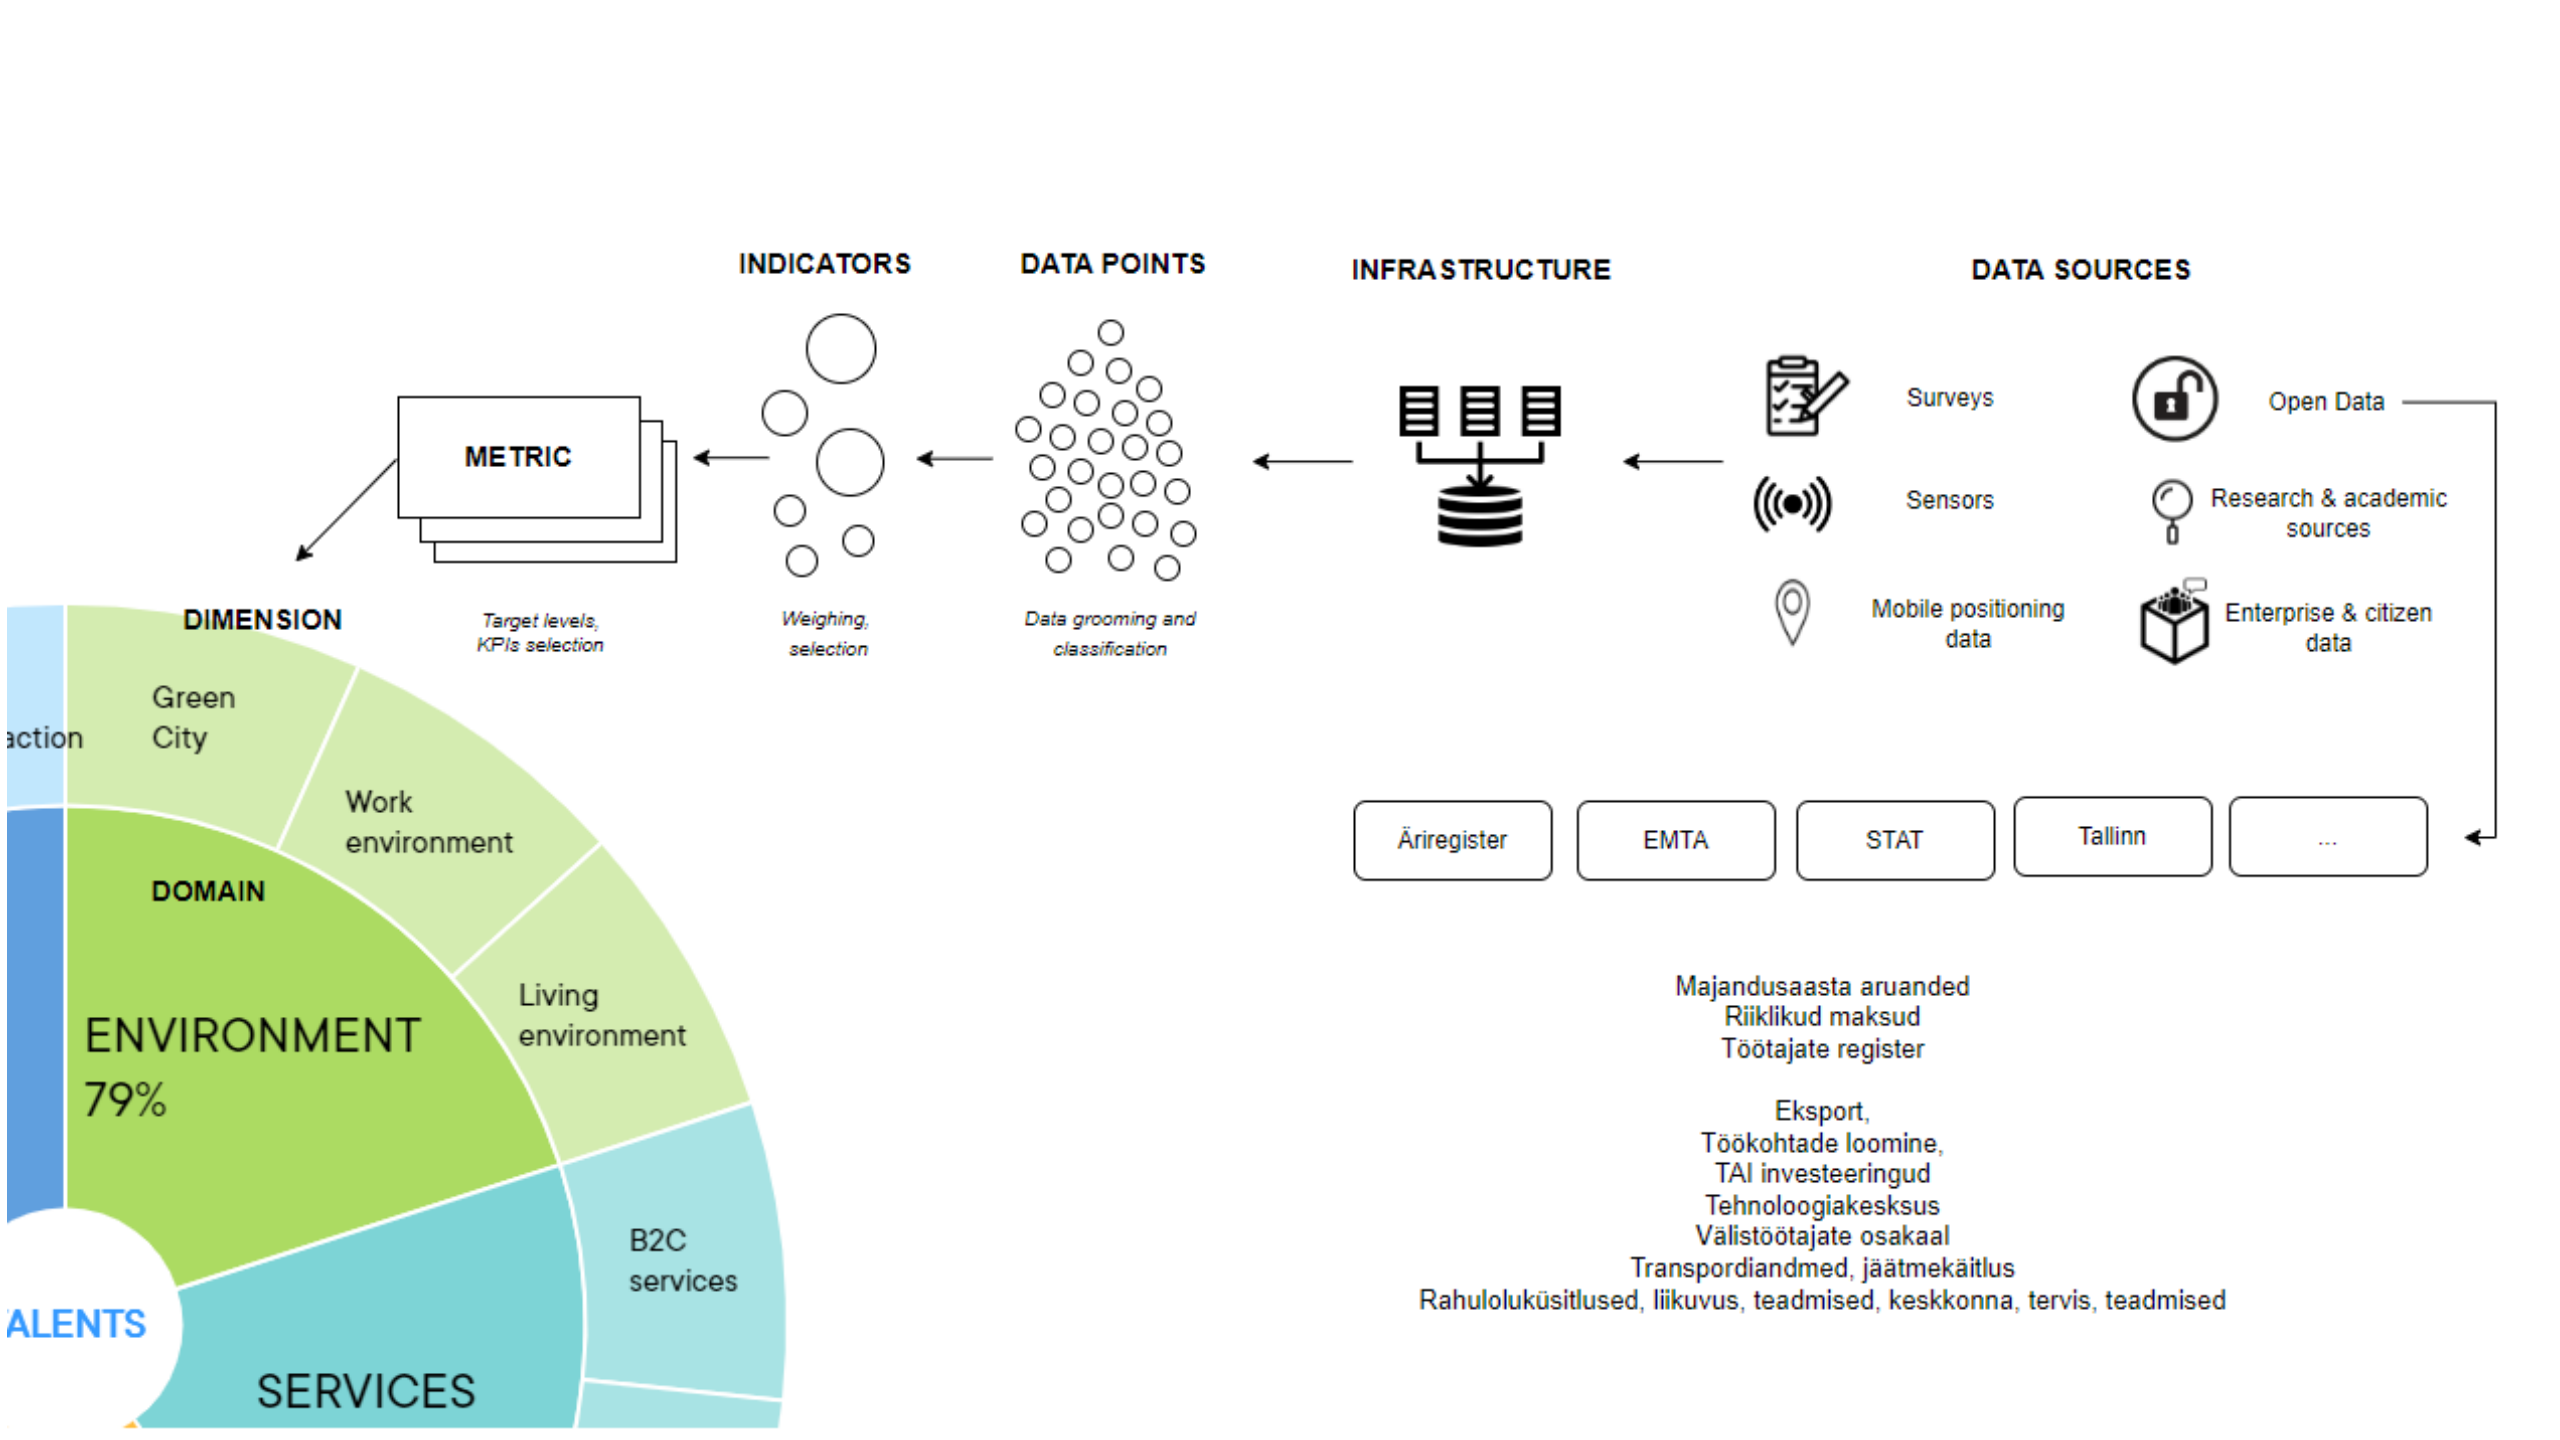 INDICATORS
DATA POINTS
INFRASTRUCTURE
DATA SOURCES
METRIC
Surveys
Open Data
Sensors
Research & academic
sources
Mobile positioning
data
Enterprise & citizen
data
Target levels,
KPIs selection
Weighing,
selection
Data grooming and
classification
DIMENSION
Green
City
action
Work
environment
DOMAIN
ENVIRONMENT
79%
Living
environment
B2C
services
ALENTS
SERVICES
Äriregister
EMTA
STAT
Tallinn
...
Majandusaasta aruanded
Riiklikud maksud
Töötajate register
Eksport,
Töökohtade loomine,
TAI investeeringud
Tehnoloogiakesksus
Välistöötajate osakaal
Transpordiandmed, jäätmekäitlus
Rahuloluküsitlused, liikuvus, teadmised, keskkonna, tervis, teadmised